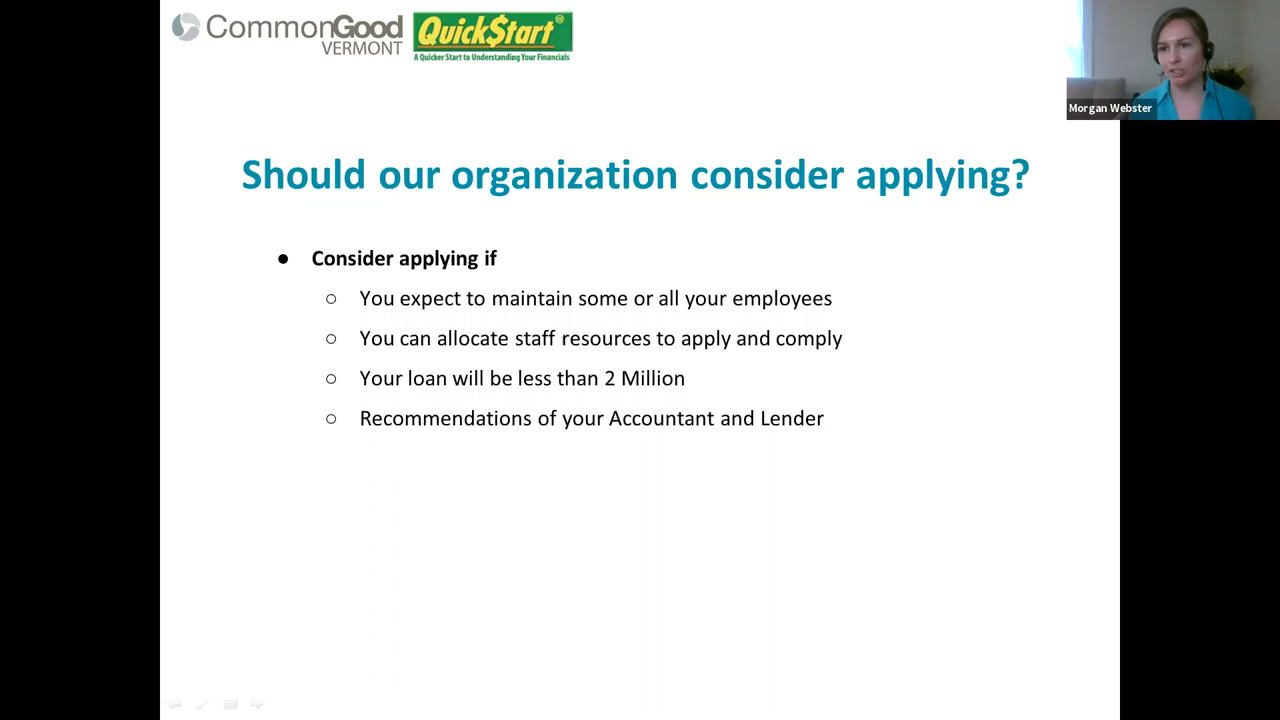 CommonGood
VERMONT
QuickStart
A Quicker Start to Understanding Your Financials
Morgan Webster
Should our organization consider applying?
● Consider applying if
○ You expect to maintain some or all your employees
○ You can allocate staff resources to apply and comply
○ Your loan will be less than 2 Million
○ Recommendations of your Accountant and Lender